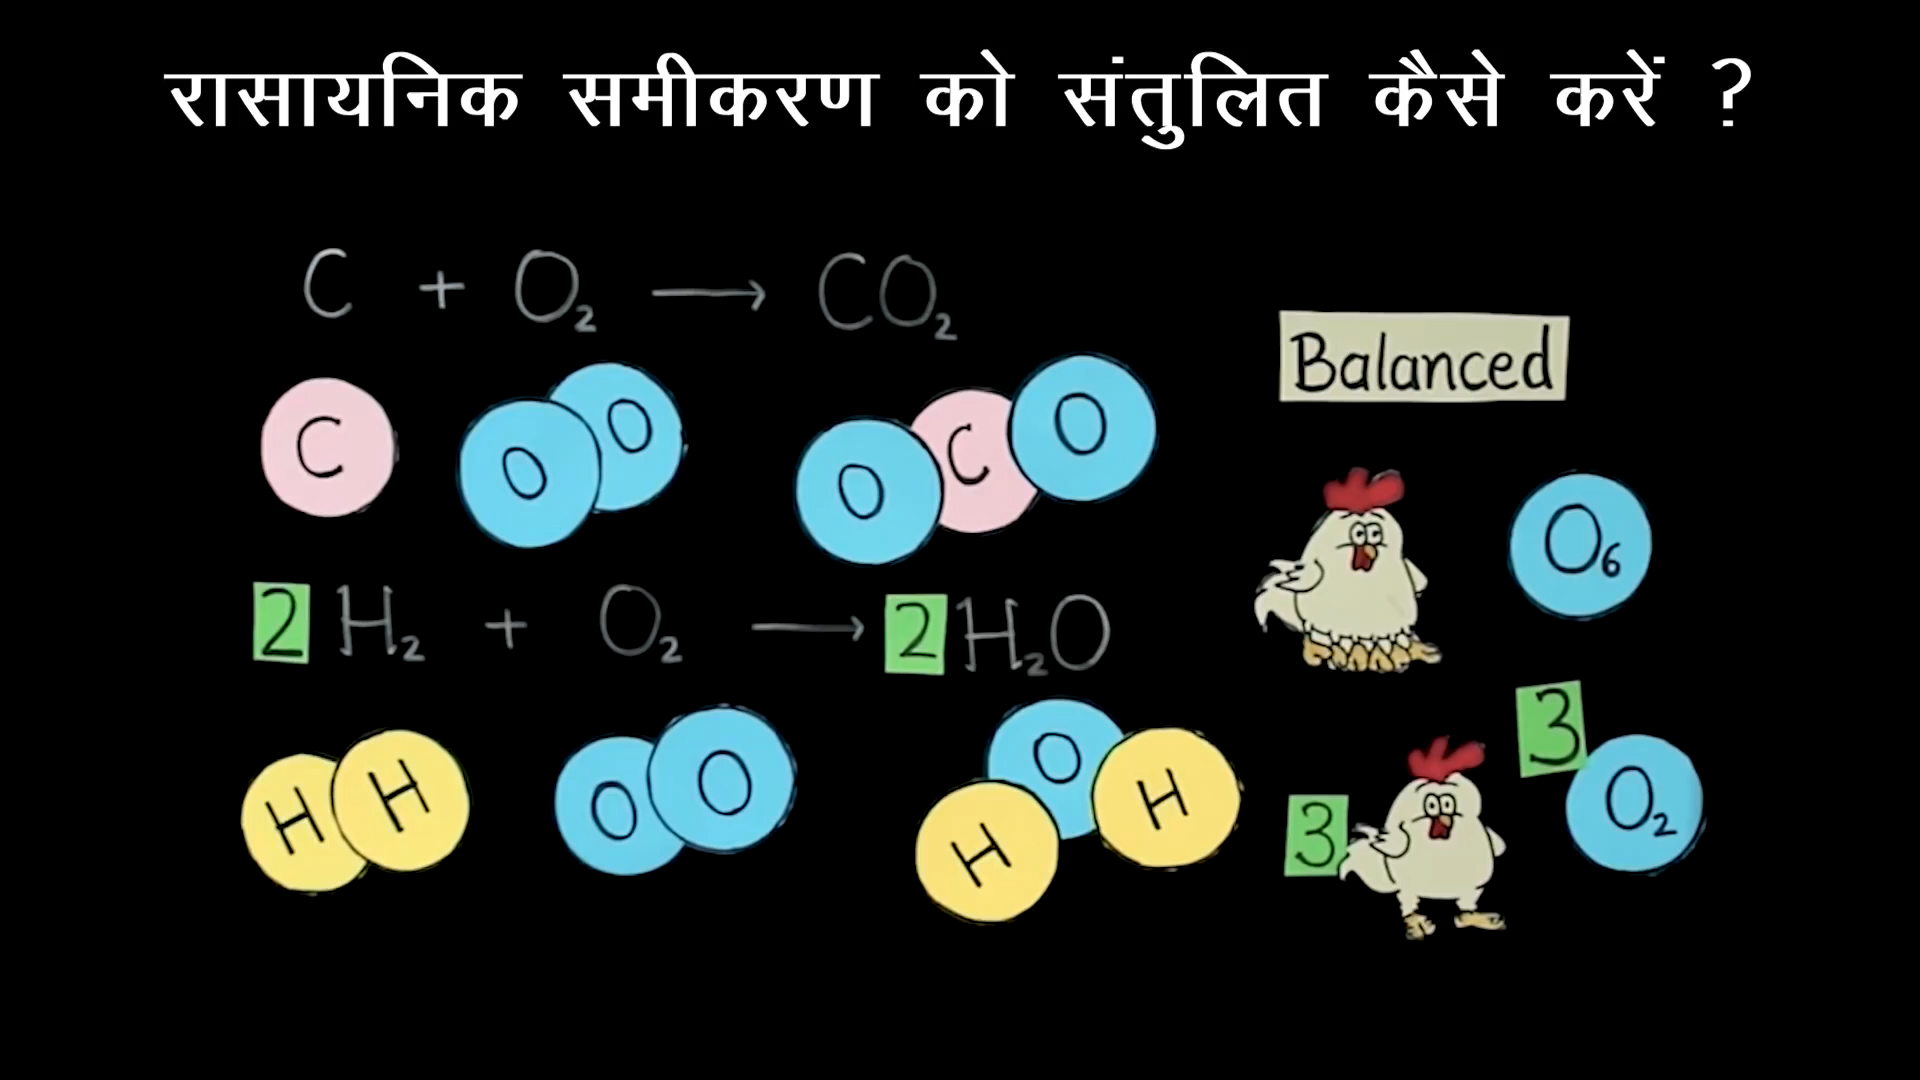 रासायनिक समीकरण को संतुलित कैसे करें ?
C + O₂ → CO₂
Balanced
C O O O C O
O₆
2 H₂ + O₂ → 2 H₂O
3
H H O O O H H
3 O₂